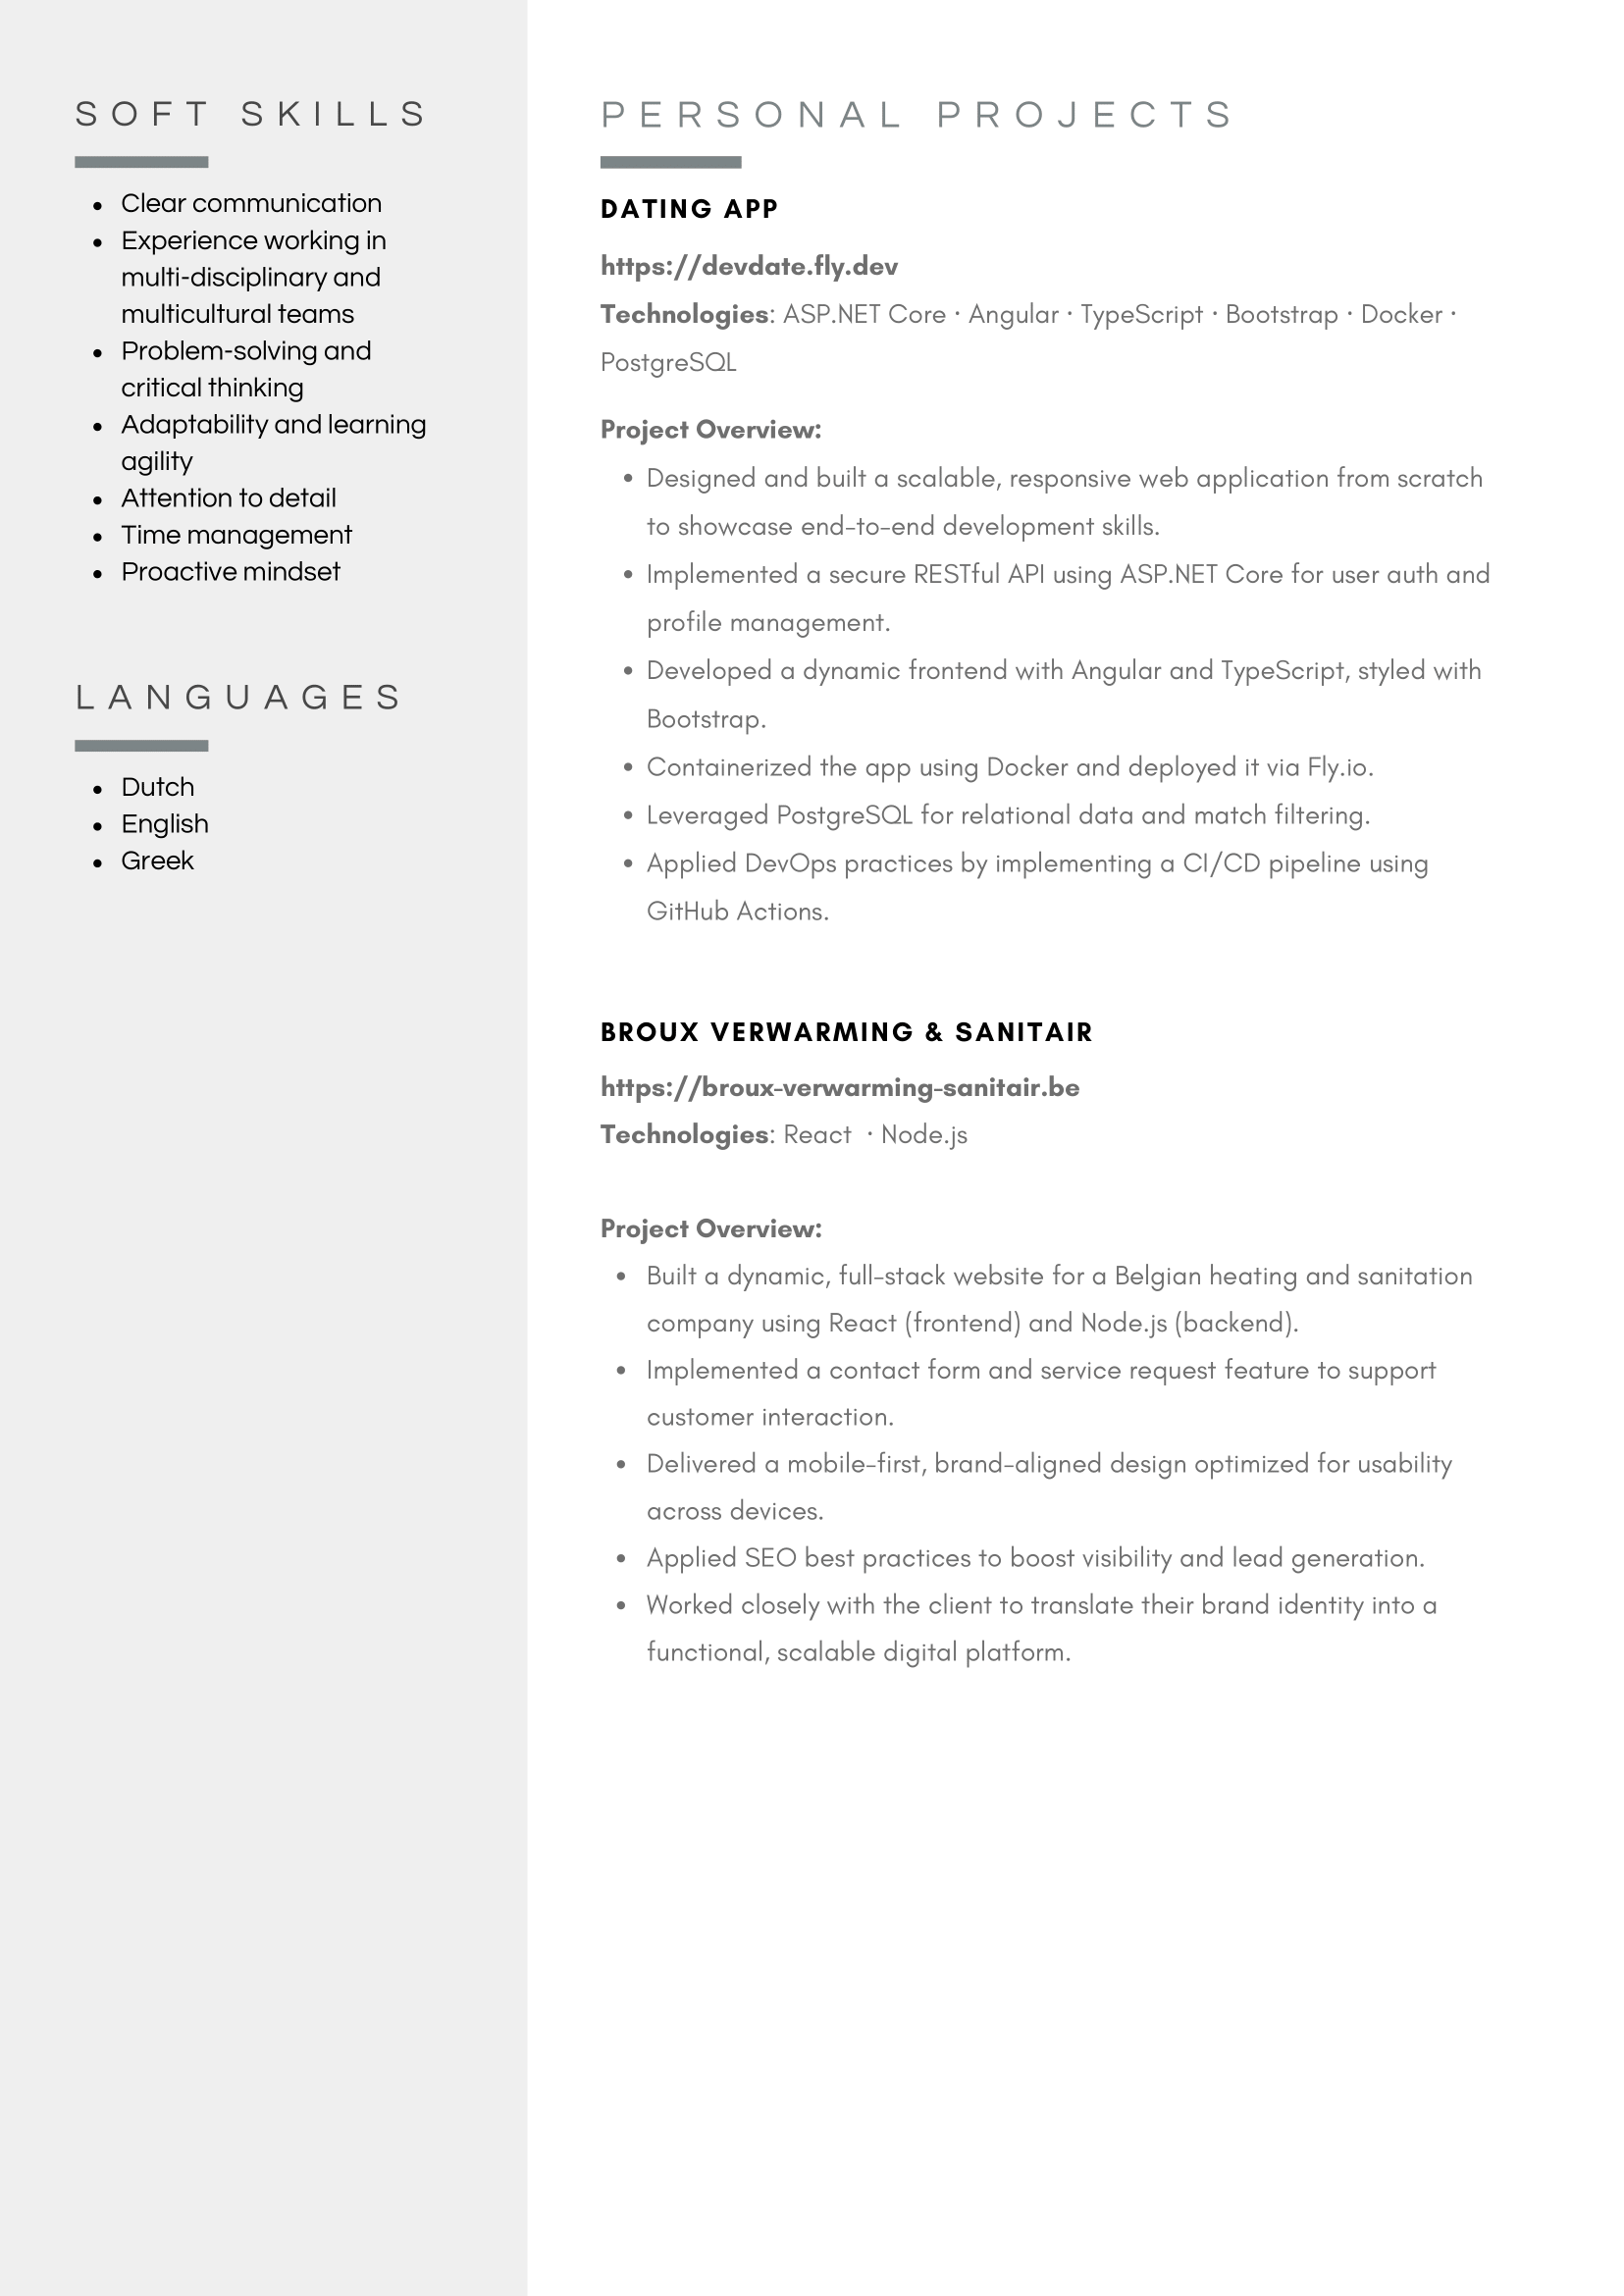 SOFT SKILLS
• Clear communication
• Experience working in
multi-disciplinary and
multicultural teams
• Problem-solving and
critical thinking
• Adaptability and learning
agility
• Attention to detail
• Time management
• Proactive mindset
LANGUAGES
• Dutch
• English
• Greek
PERSONAL PROJECTS
DATING APP
https://devdate.fly.dev
Technologies: ASP.NET Core · Angular · TypeScript · Bootstrap · Docker ·
PostgreSQL
Project Overview:
• Designed and built a scalable, responsive web application from scratch
to showcase end-to-end development skills.
• Implemented a secure RESTful API using ASP.NET Core for user auth and
profile management.
• Developed a dynamic frontend with Angular and TypeScript, styled with
Bootstrap.
• Containerized the app using Docker and deployed it via Fly.io.
• Leveraged PostgreSQL for relational data and match filtering.
• Applied DevOps practices by implementing a CI/CD pipeline using
GitHub Actions.
BROUX VERWARMING & SANITAIR
https://broux-verwarming-sanitair.be
Technologies: React · Node.js
Project Overview:
• Built a dynamic, full-stack website for a Belgian heating and sanitation
company using React (frontend) and Node.js (backend).
• Implemented a contact form and service request feature to support
customer interaction.
• Delivered a mobile-first, brand-aligned design optimized for usability
across devices.
• Applied SEO best practices to boost visibility and lead generation.
• Worked closely with the client to translate their brand identity into a
functional, scalable digital platform.